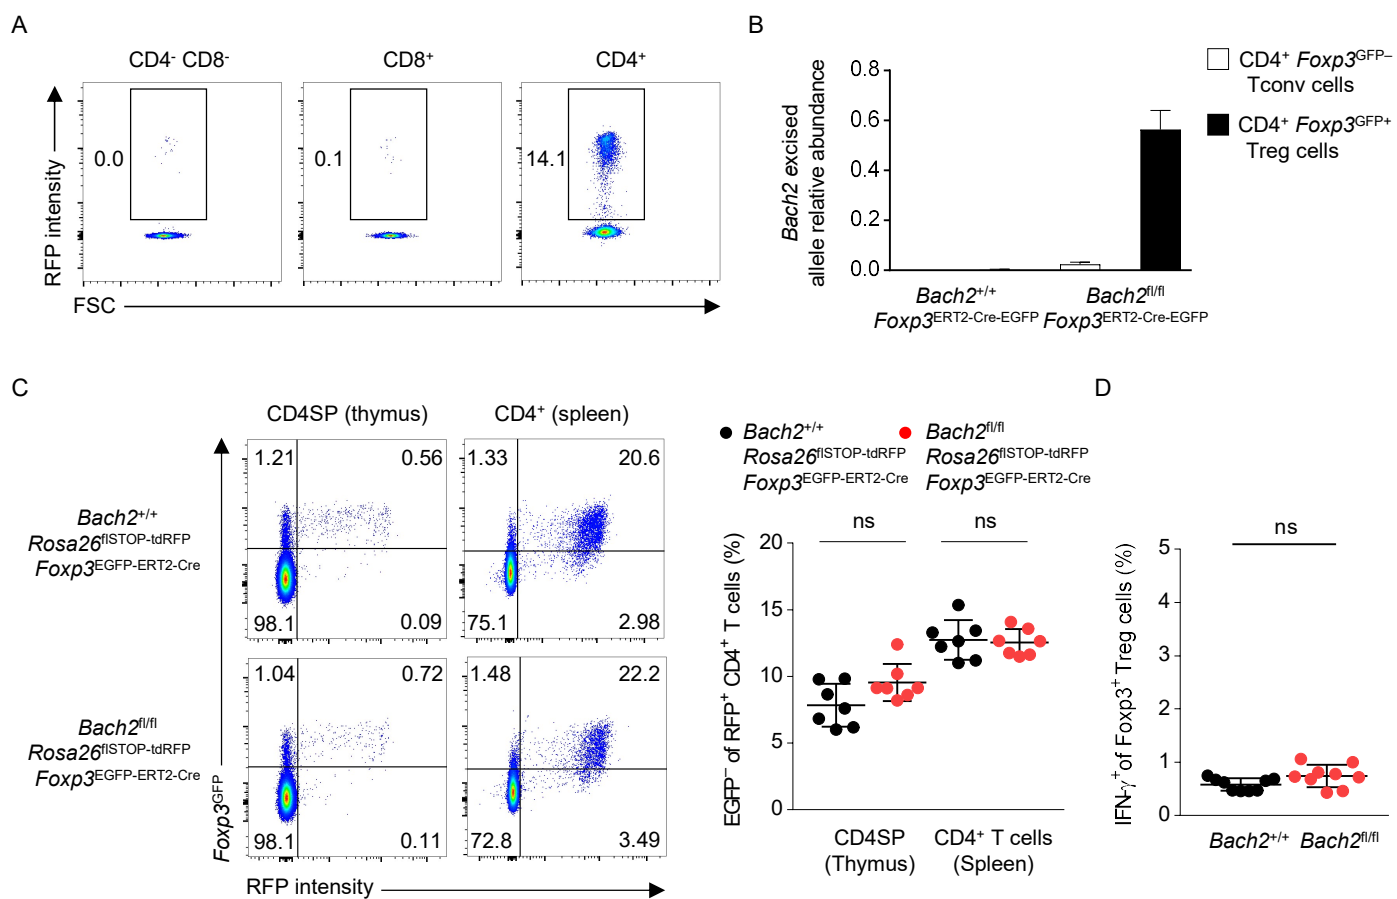 A
CD4⁻ CD8⁻
CD8⁺
CD4⁺
RFP intensity
0.0
0.1
14.1
FSC
B
Bach2 excised
allele relative abundance
0.8
0.6
0.4
0.2
0.0
Bach2⁺/⁺
Foxp3ERT2-Cre-EGFP
Bach2fl/fl
Foxp3ERT2-Cre-EGFP
CD4⁺ Foxp3GFP–
Tconv cells
CD4⁺ Foxp3GFP+
Treg cells
C
CD4SP (thymus)
CD4⁺ (spleen)
Bach2⁺/⁺
Rosa26flSTOP-tdRFP
Foxp3EGFP-ERT2-Cre
1.21
0.56
98.1
0.09
1.33
20.6
75.1
2.98
Bach2fl/fl
Rosa26flSTOP-tdRFP
Foxp3EGFP-ERT2-Cre
1.04
0.72
98.1
0.11
1.48
22.2
72.8
3.49
Foxp3GFP
RFP intensity
Bach2⁺/⁺
Rosa26flSTOP-tdRFP
Foxp3EGFP-ERT2-Cre
Bach2fl/fl
Rosa26flSTOP-tdRFP
Foxp3EGFP-ERT2-Cre
ns
ns
EGFP⁻ of RFP⁺ CD4⁺ T cells (%)
20
15
10
5
0
CD4SP
(Thymus)
CD4⁺ T cells
(Spleen)
D
ns
IFN-γ⁺of Foxp3⁺ Treg cells (%)
5
4
3
2
1
0
Bach2⁺/⁺
Bach2fl/fl